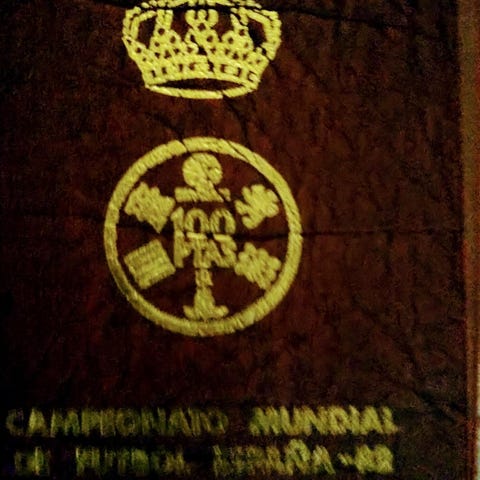 100
PTAS
CAMPEONATO MUNDIAL
DE FUTBOL ESPAÑA-82